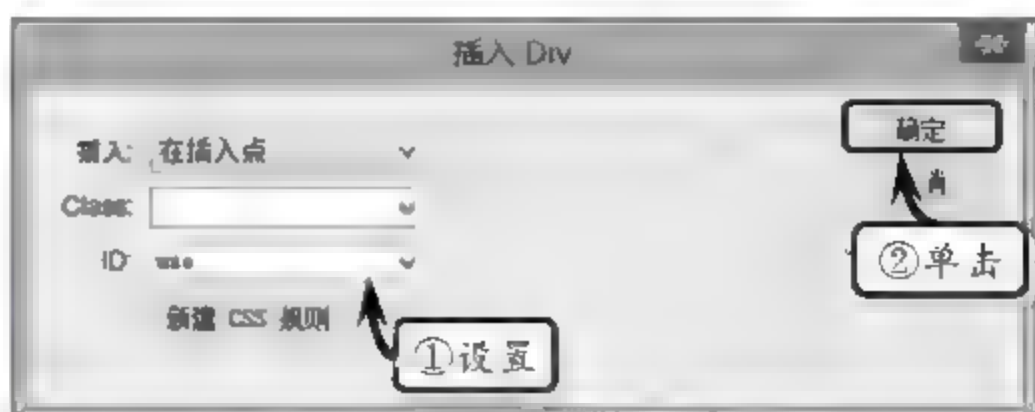 插入 Div
插入: 在插入点
确定
Class:
ID:
②单击
新建 CSS 规则
①设置